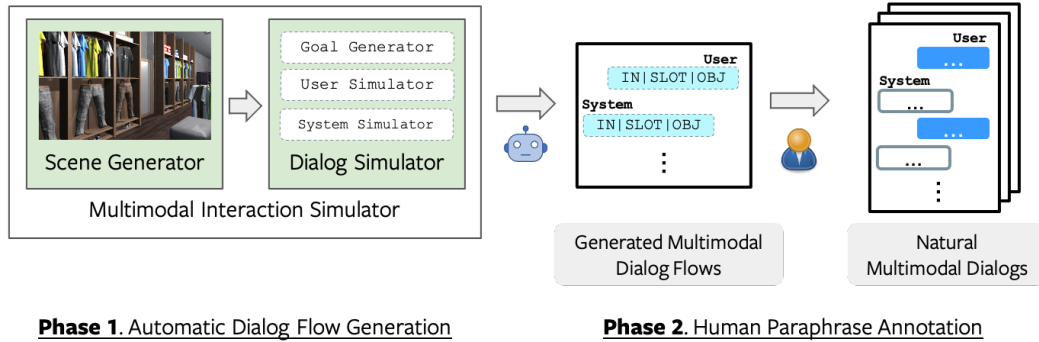 Goal Generator
User Simulator
System Simulator
Scene Generator
Dialog Simulator
Multimodal Interaction Simulator
User
IN|SLOT|OBJ
System
IN|SLOT|OBJ
⋮
Generated Multimodal
Dialog Flows
User
...
System
...
...
...
⋮
Natural
Multimodal Dialogs
Phase 1. Automatic Dialog Flow Generation
Phase 2. Human Paraphrase Annotation